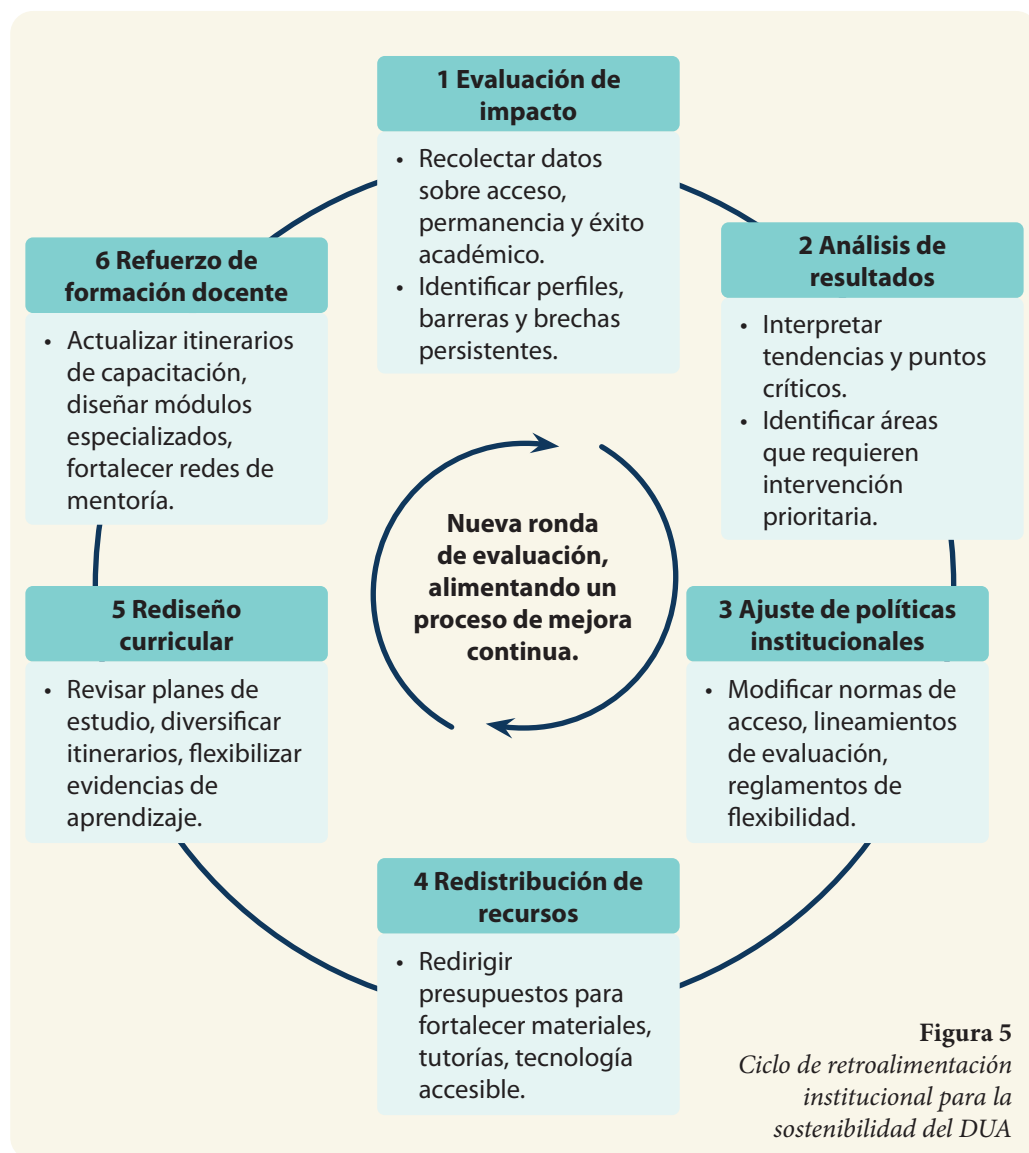 1 Evaluación de
impacto
• Recolectar datos
sobre acceso,
permanencia y éxito
académico.
• Identificar perfiles,
barreras y brechas
persistentes.
2 Análisis de
resultados
• Interpretar
tendencias y puntos
críticos.
• Identificar áreas
que requieren
intervención
prioritaria.
3 Ajuste de políticas
institucionales
• Modificar normas de
acceso, lineamientos
de evaluación,
reglamentos de
flexibilidad.
4 Redistribución de
recursos
• Redirigir
presupuestos para
fortalecer materiales,
tutorías, tecnología
accesible.
5 Rediseño
curricular
• Revisar planes de
estudio, diversificar
itinerarios, flexibilizar
evidencias de
aprendizaje.
6 Refuerzo de
formación docente
• Actualizar itinerarios
de capacitación,
diseñar módulos
especializados,
fortalecer redes de
mentoría.
Nueva ronda
de evaluación,
alimentando un
proceso de mejora
continua.
Figura 5
Ciclo de retroalimentación
institucional para la
sostenibilidad del DUA